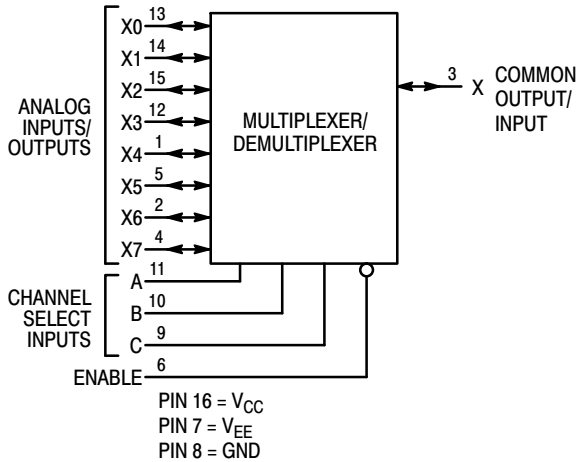 ANALOG
INPUTS/
OUTPUTS
X0 13
X1 14
X2 15
X3 12
X4 1
X5 5
X6 2
X7 4
MULTIPLEXER/
DEMULTIPLEXER
3 X COMMON
OUTPUT/
INPUT
CHANNEL
SELECT
INPUTS
A 11
B 10
C 9
ENABLE 6
PIN 16 = VCC
PIN 7 = VEE
PIN 8 = GND